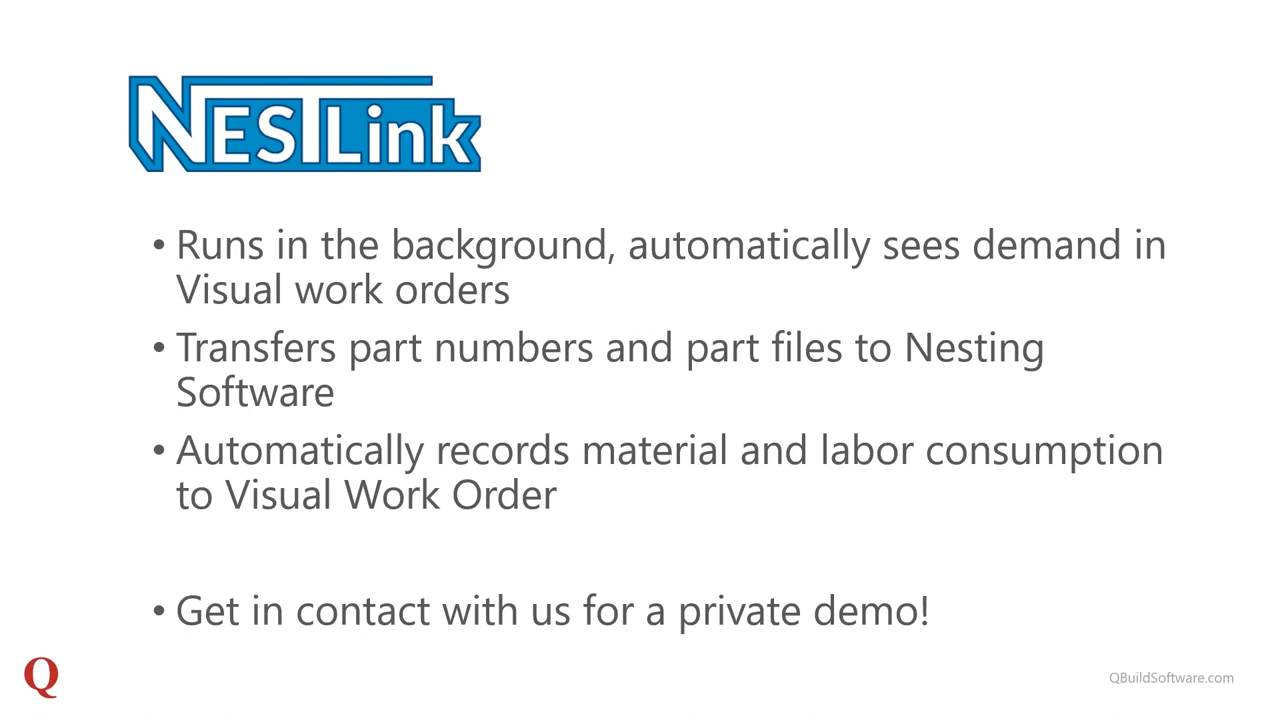 NESTLink
• Runs in the background, automatically sees demand in
Visual work orders
• Transfers part numbers and part files to Nesting
Software
• Automatically records material and labor consumption
to Visual Work Order
• Get in contact with us for a private demo!
Q
QBuildSoftware.com